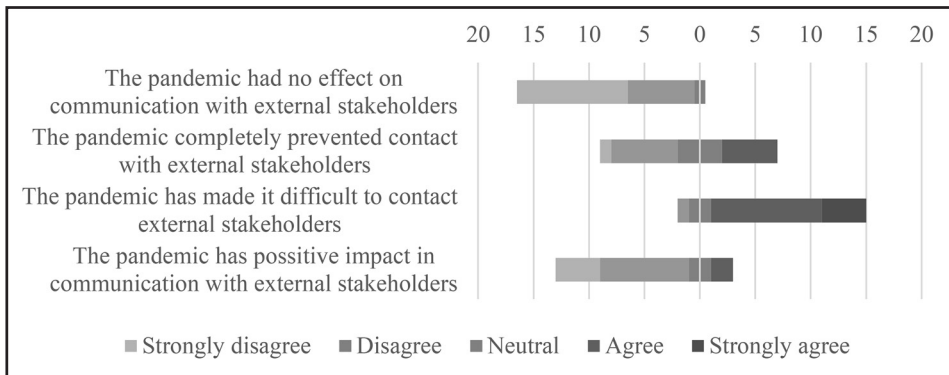 20 15 10 5 0 5 10 15 20
The pandemic had no effect on
communication with external stakeholders
The pandemic completely prevented contact
with external stakeholders
The pandemic has made it difficult to contact
external stakeholders
The pandemic has possitive impact in
communication with external stakeholders
Strongly disagree Disagree Neutral Agree Strongly agree